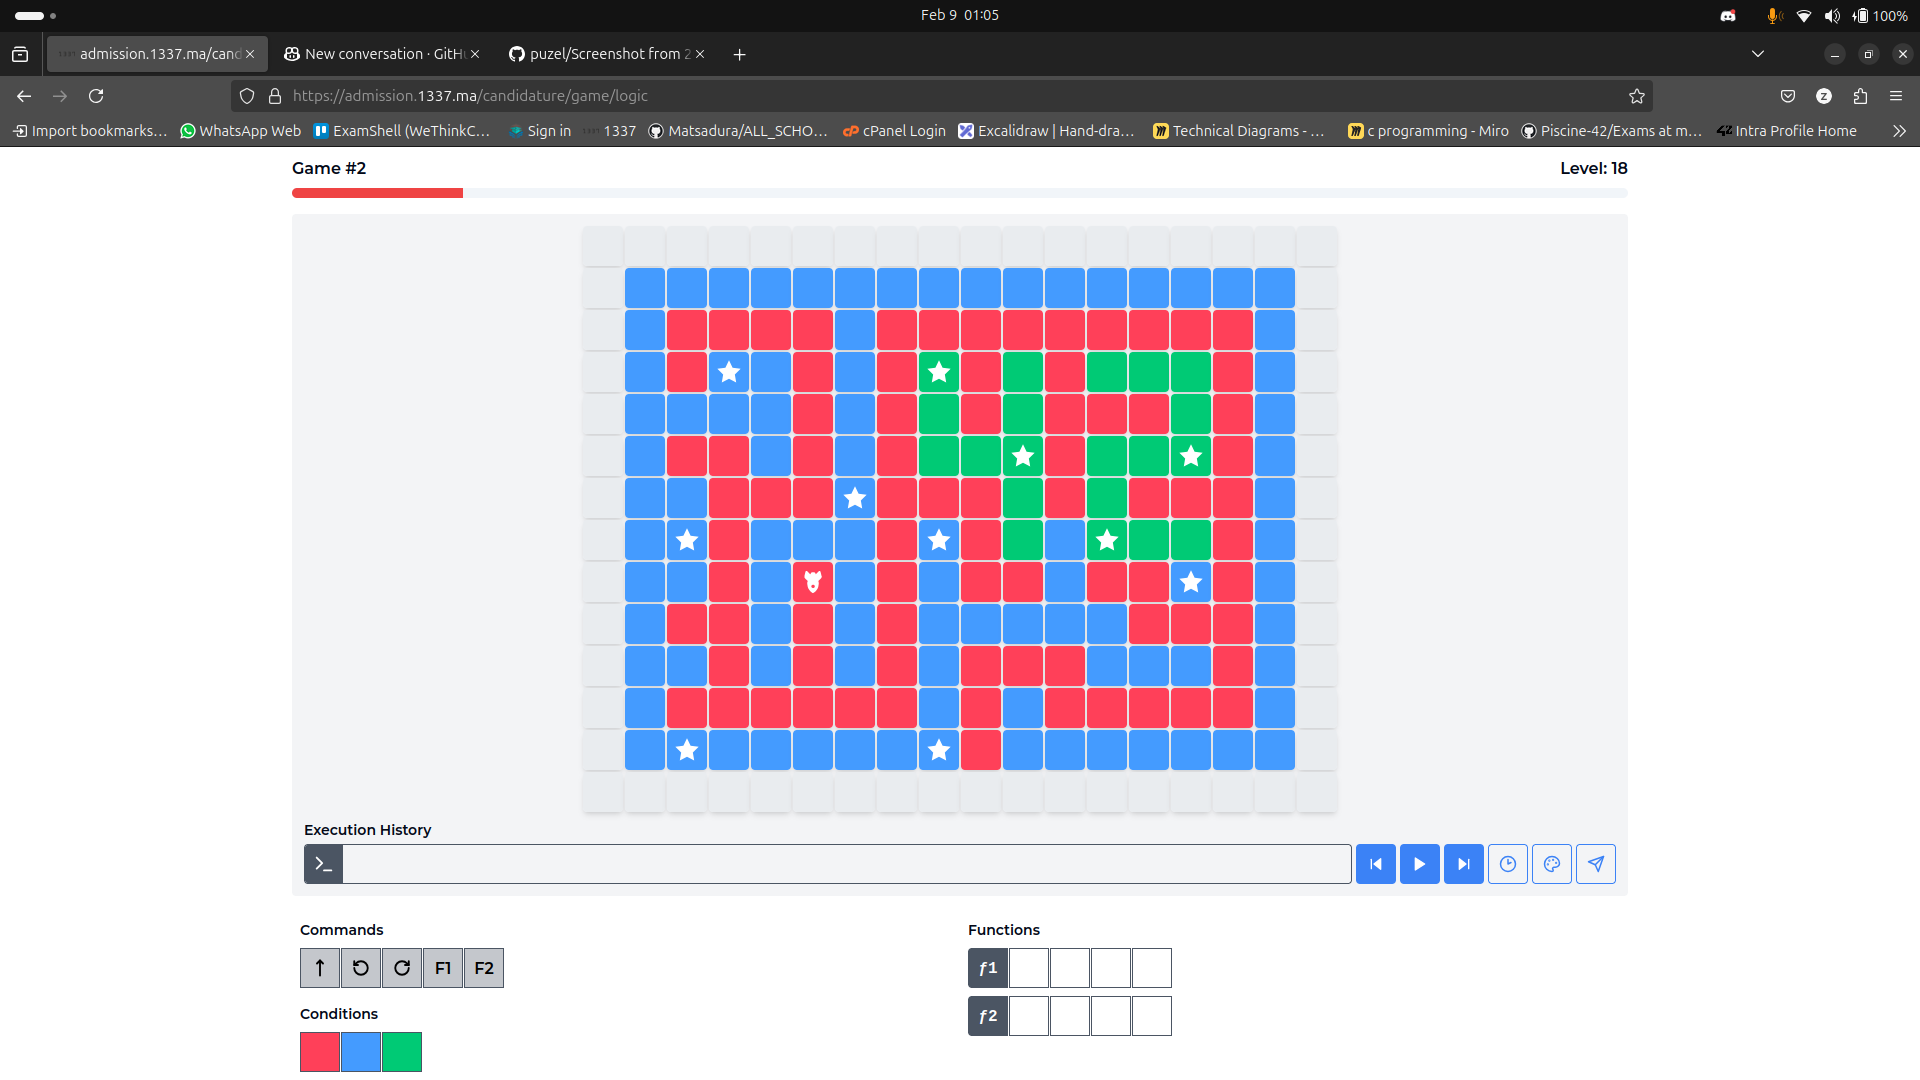 Feb 9 01:05
100%
admission.1337.ma/cand
New conversation · GitH
puzel/Screenshot from 2
https://admission.1337.ma/candidature/game/logic
Import bookmarks…
WhatsApp Web
ExamShell (WeThinkC…
Sign in
1337
Matsadura/ALL_SCHO…
cPanel Login
Excalidraw | Hand-dra…
Technical Diagrams - …
c programming - Miro
Piscine-42/Exams at m…
Intra Profile Home
Game #2
Level: 18
Execution History
>_
Commands
F1
F2
Conditions
Functions
ƒ1
ƒ2